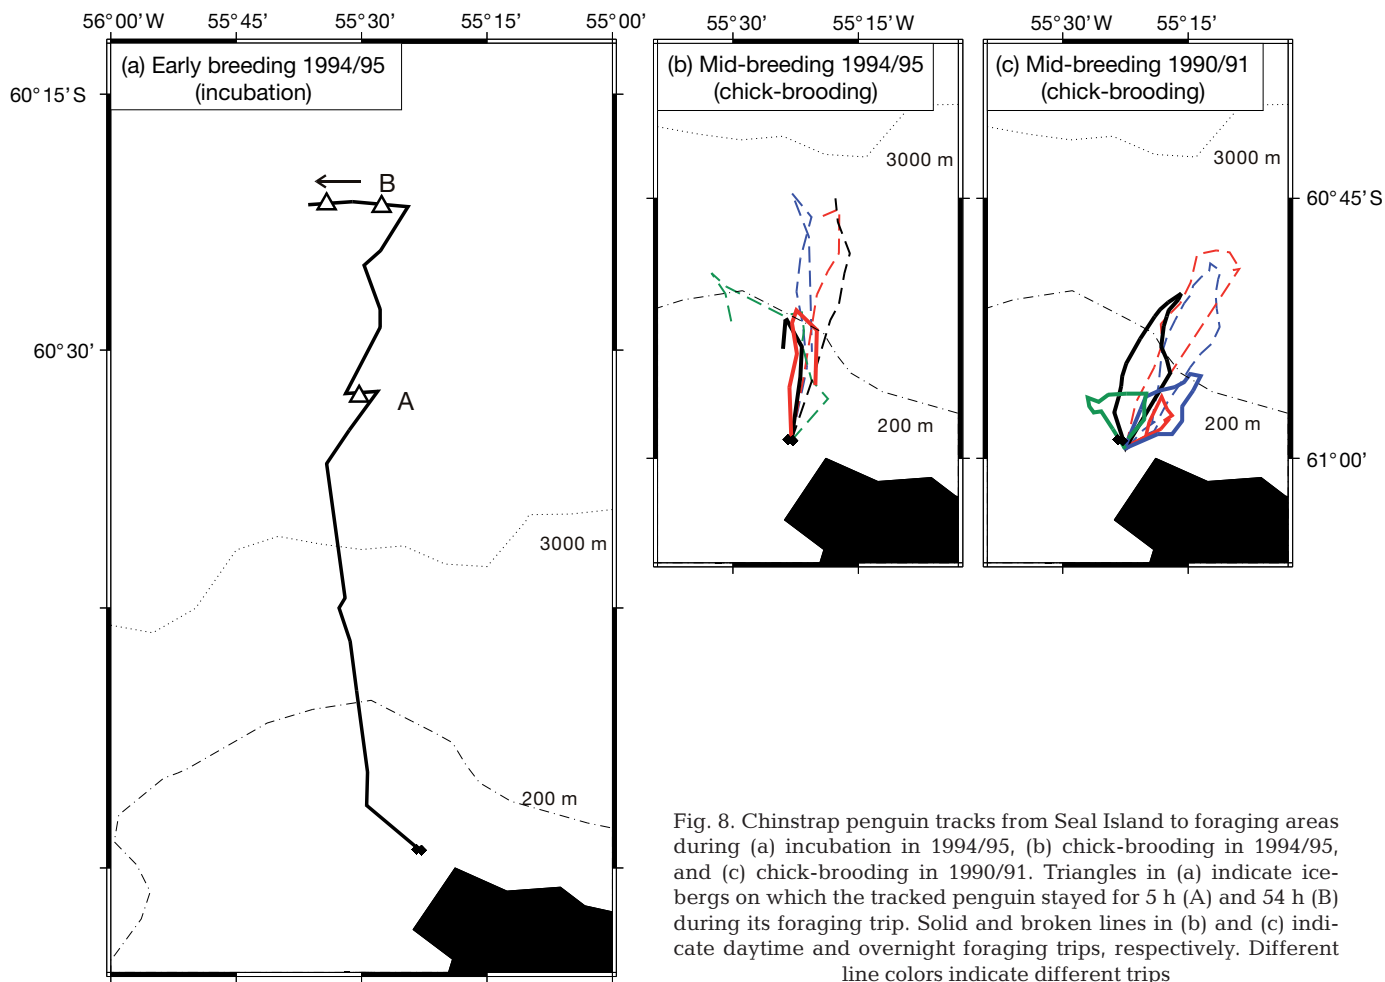 56°00’ W 55°45’ 55°30’ 55°15’ 55°00’
55°30’ 55°15’
55°30’ 55°15’
(a) Early breeding 1994/95
(incubation)
(b) Mid-breeding 1994/95
(chick-brooding)
(c) Mid-breeding 1990/91
(chick-brooding)
60°15’ S
60°30’
B
A
3000 m
200 m
3000 m
200 m
3000 m
200 m
60°45’ S
61°00’
Fig. 8. Chinstrap penguin tracks from Seal Island to foraging areas
during (a) incubation in 1994/95, (b) chick-brooding in 1994/95,
and (c) chick-brooding in 1990/91. Triangles in (a) indicate ice-
bergs on which the tracked penguin stayed for 5 h (A) and 54 h (B)
during its foraging trip. Solid and broken lines in (b) and (c) indi-
cate daytime and overnight foraging trips, respectively. Different
line colors indicate different trips